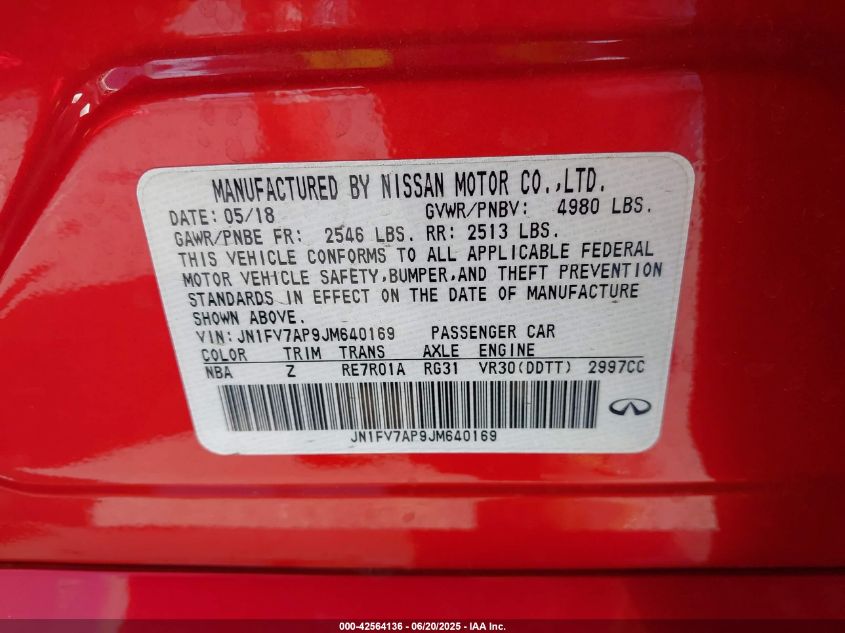 MANUFACTURED BY NISSAN MOTOR CO.,LTD.
DATE: 05/18 GVWR/PNBV: 4980 LBS.
GAWR/PNBE FR: 2546 LBS. RR: 2513 LBS.
THIS VEHICLE CONFORMS TO ALL APPLICABLE FEDERAL
MOTOR VEHICLE SAFETY,BUMPER,AND THEFT PREVENTION
STANDARDS IN EFFECT ON THE DATE OF MANUFACTURE
SHOWN ABOVE.
VIN: JN1FV7AP9JM640169 PASSENGER CAR
COLOR TRIM TRANS AXLE ENGINE
NBA Z RE7R01A RG31 VR30(DDTT) 2997CC
JN1FV7AP9JM640169
000-42564136 - 06/20/2025 - IAA Inc.